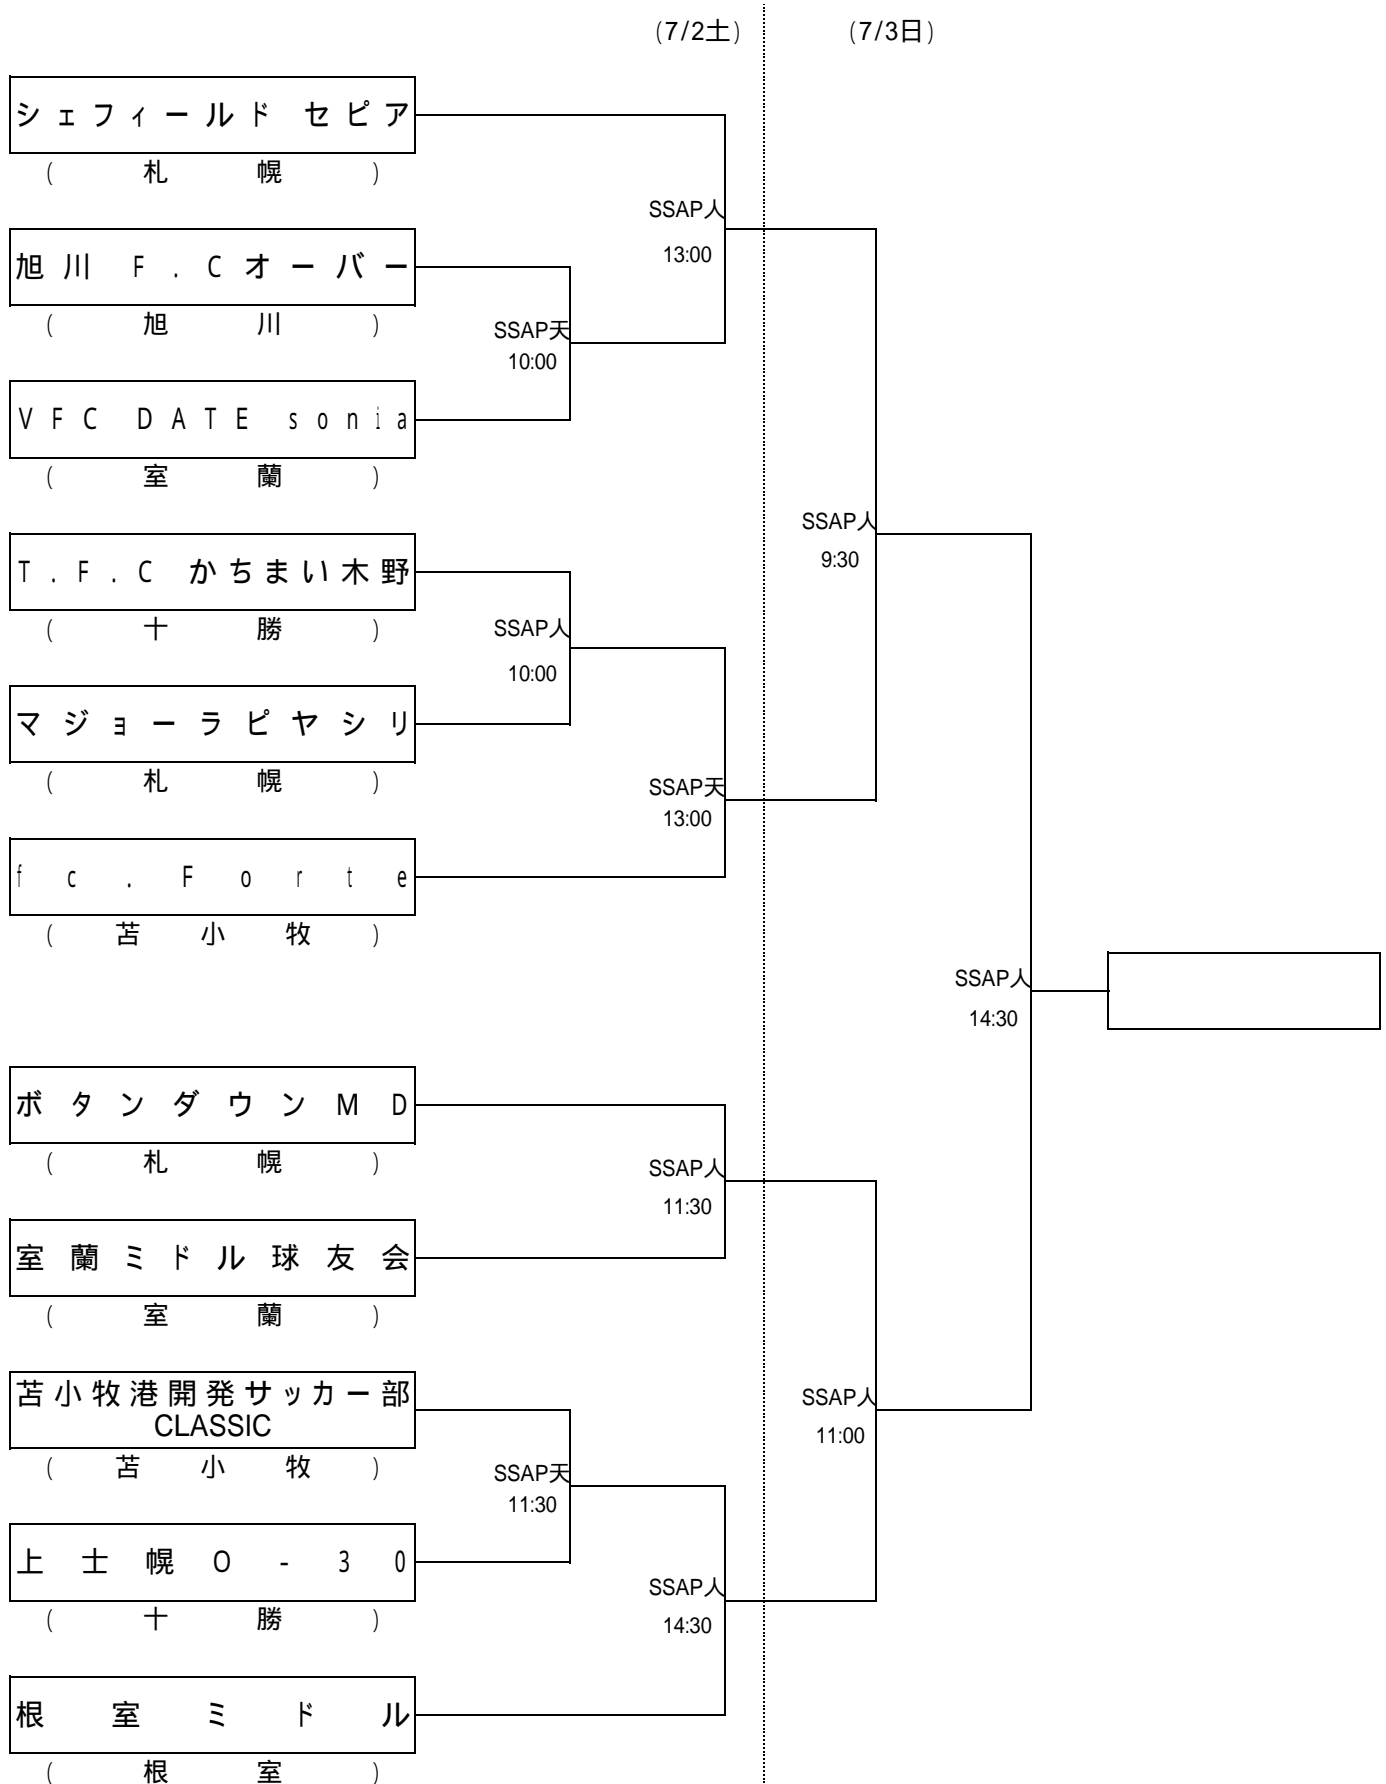 (7/2土) (7/3日)
シェフィールド セピア
(札幌)
SSAP人
13:00
旭川 F.Cオーバー
(旭川)
SSAP天
10:00
VFC DATE sonia
(室蘭)
SSAP人
9:30
T.F.C かちまい木野
(十勝)
SSAP人
10:00
マジョーラピヤシリ
(札幌)
SSAP天
13:00
fc.Forte
(苫小牧)
SSAP人
14:30
ボタンダウンMD
(札幌)
SSAP人
11:30
室蘭ミドル球友会
(室蘭)
苫小牧港開発サッカー部
CLASSIC
(苫小牧)
SSAP人
11:00
SSAP天
11:30
上士幌O-30
(十勝)
SSAP人
14:30
根室ミドル
(根室)